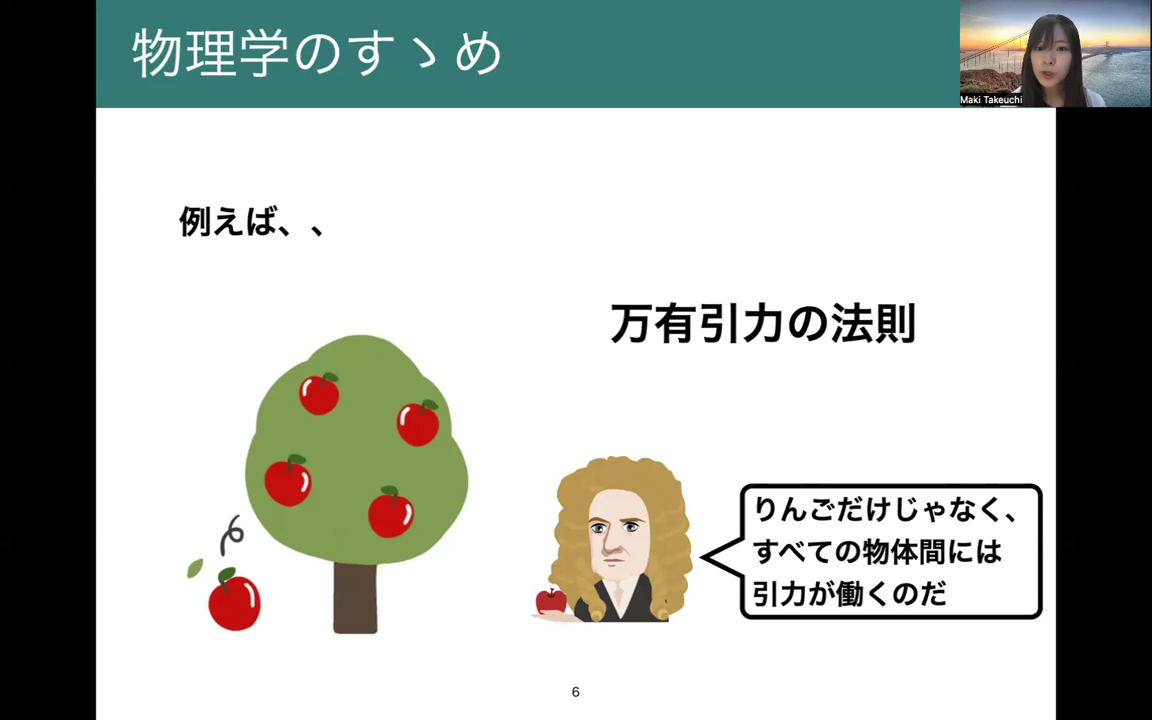 物理学のすゝめ
Maki Takeuchi
例えば、、
万有引力の法則
りんごだけじゃなく、
すべての物体間には
引力が働くのだ
6